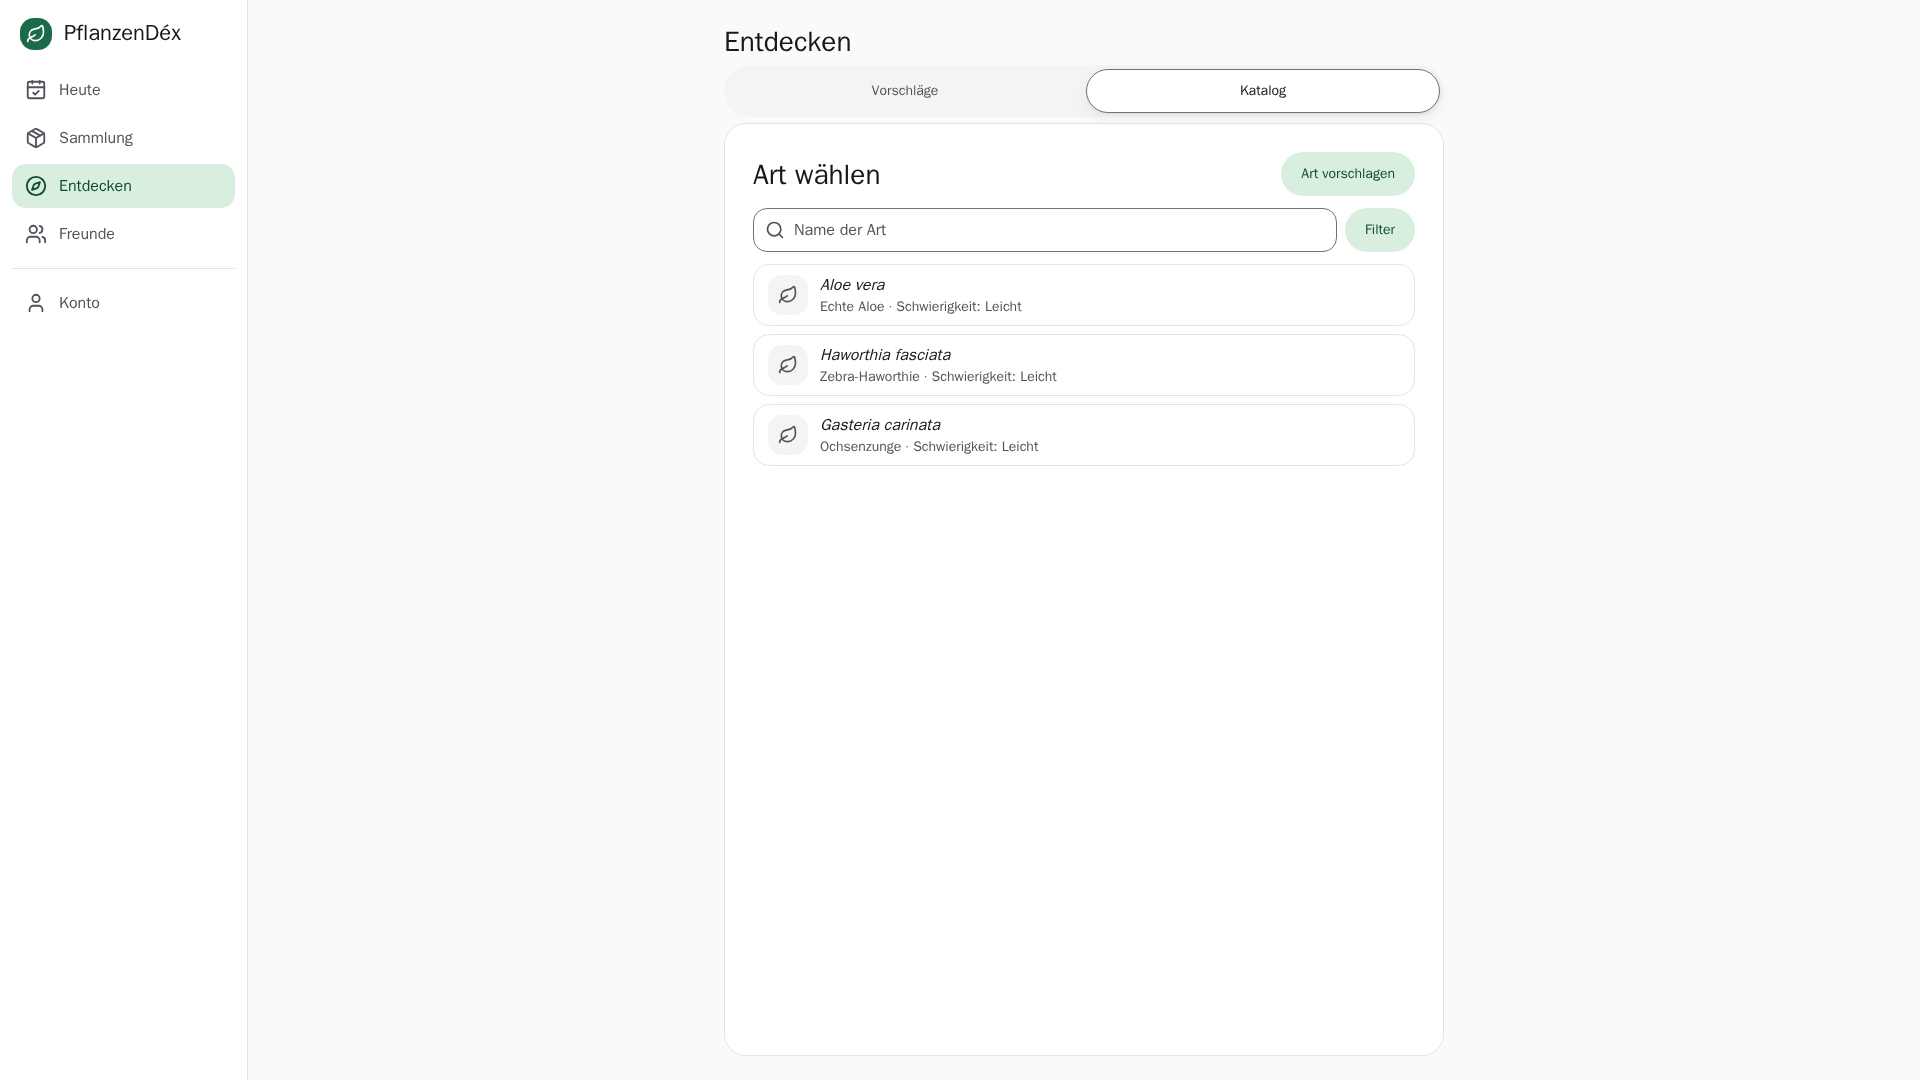 PflanzenDéx
Heute
Sammlung
Entdecken
Freunde
Konto
Entdecken
Vorschläge
Katalog
Art wählen
Art vorschlagen
Name der Art
Filter
Aloe vera
Echte Aloe · Schwierigkeit: Leicht
Haworthia fasciata
Zebra-Haworthie · Schwierigkeit: Leicht
Gasteria carinata
Ochsenzunge · Schwierigkeit: Leicht